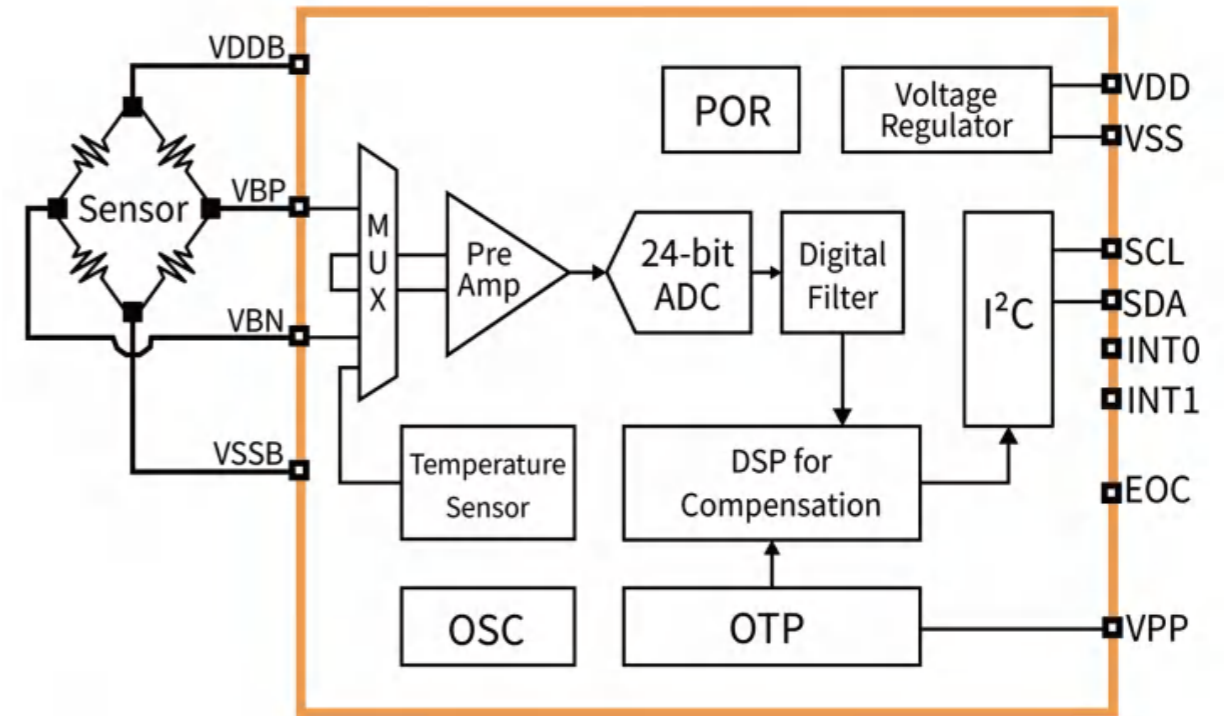 VDDB
VBP
VBN
VSSB
Sensor
M
U
X
Pre
Amp
24-bit
ADC
Digital
Filter
POR
Voltage
Regulator
I²C
Temperature
Sensor
DSP for
Compensation
OSC
OTP
VDD
VSS
SCL
SDA
INT0
INT1
EOC
VPP